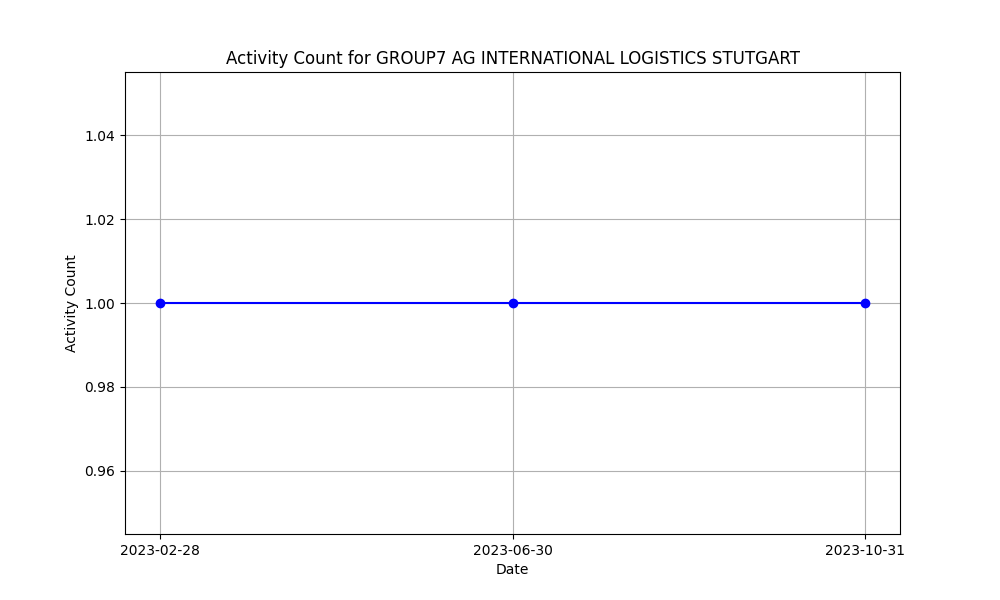 Activity Count for GROUP7 AG INTERNATIONAL LOGISTICS STUTGART
1.04
1.02
1.00
0.98
0.96
Activity Count
2023-02-28
2023-06-30
2023-10-31
Date